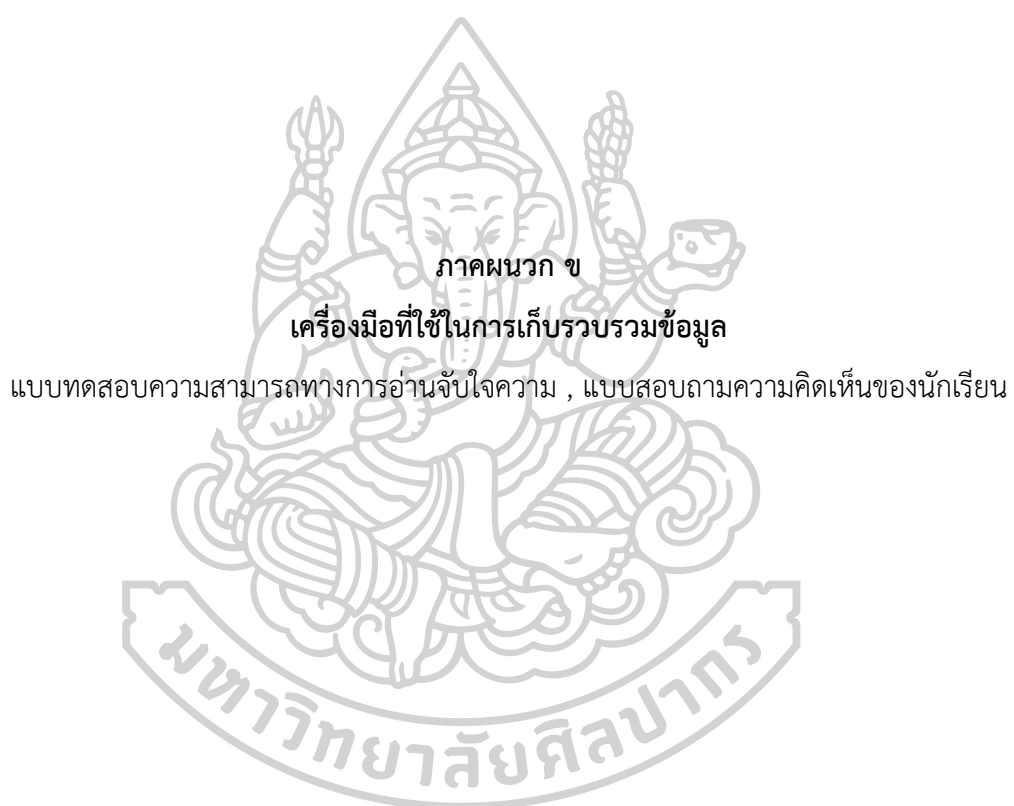 ภาคผนวก ข
เครื่องมือที่ใช้ในการเก็บรวบรวมข้อมูล
แบบทดสอบความสามารถทางการอ่านจับใจความ , แบบสอบถามความคิดเห็นของนักเรียน
มหาวิทยาลัยศิลปากร